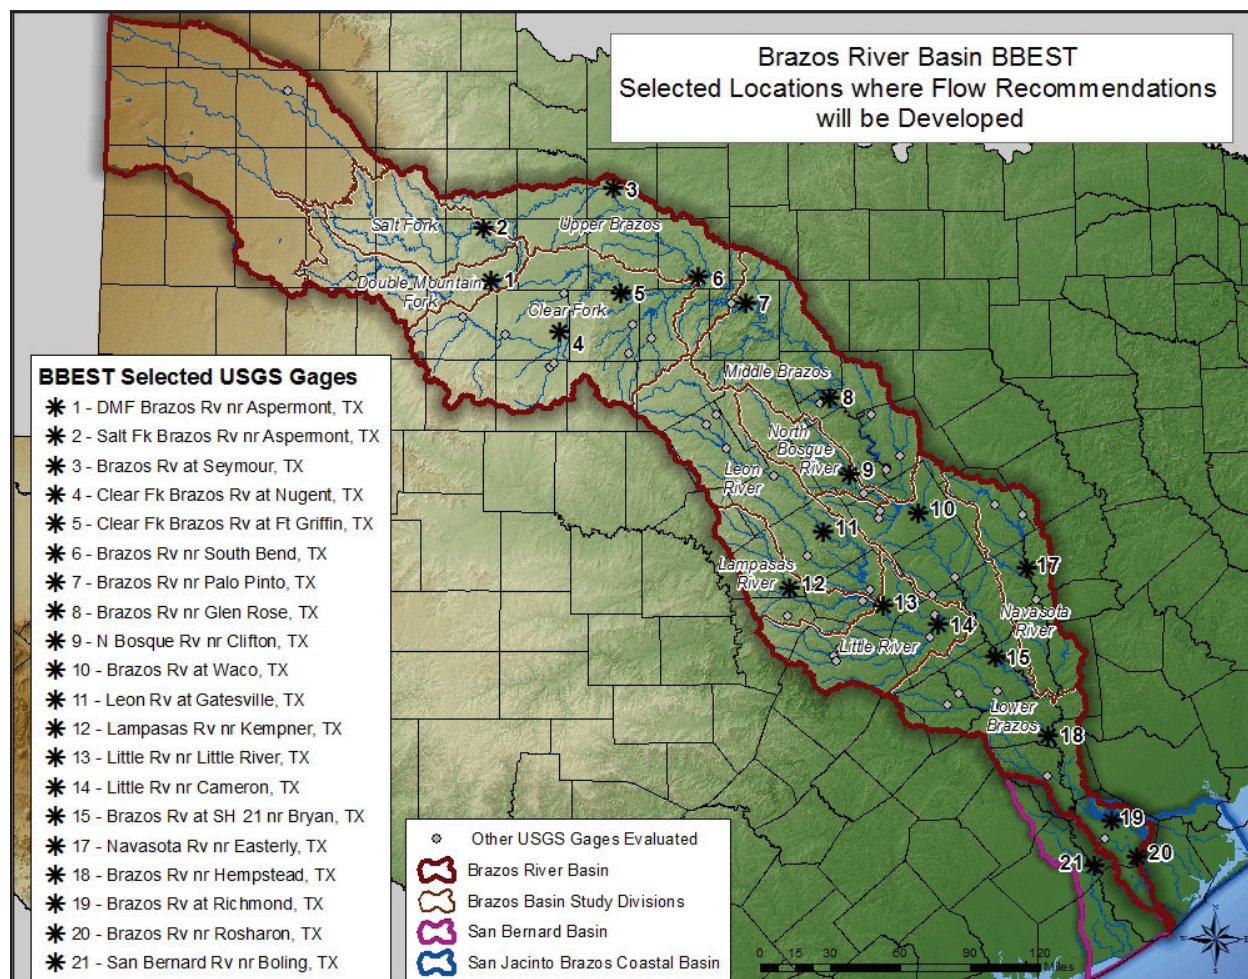 Brazos River Basin BBEST
Selected Locations where Flow Recommendations
will be Developed
3
2
Salt Fork
Upper Brazos
6
1
Double Mountain
Fork
5
Clear Fork
7
4
BBEST Selected USGS Gages
1 - DMF Brazos Rv nr Aspermont, TX
2 - Salt Fk Brazos Rv nr Aspermont, TX
3 - Brazos Rv at Seymour, TX
4 - Clear Fk Brazos Rv at Nugent, TX
5 - Clear Fk Brazos Rv at Ft Griffin, TX
6 - Brazos Rv nr South Bend, TX
7 - Brazos Rv nr Palo Pinto, TX
8 - Brazos Rv nr Glen Rose, TX
9 - N Bosque Rv nr Clifton, TX
10 - Brazos Rv at Waco, TX
11 - Leon Rv at Gatesville, TX
12 - Lampasas Rv nr Kempner, TX
13 - Little Rv nr Little River, TX
14 - Little Rv nr Cameron, TX
15 - Brazos Rv at SH 21 nr Bryan, TX
17 - Navasota Rv nr Easterly, TX
18 - Brazos Rv nr Hempstead, TX
19 - Brazos Rv at Richmond, TX
20 - Brazos Rv nr Rosharon, TX
21 - San Bernard Rv nr Boling, TX
Middle Brazos
8
North
Bosque
River
9
Leon
River
10
11
17
Lampasas
River
12
13
Navasota
River
14
Little River
15
Lower
Brazos
18
19
20
21
Other USGS Gages Evaluated
Brazos River Basin
Brazos Basin Study Divisions
San Bernard Basin
San Jacinto Brazos Coastal Basin
0 15 30 60 90 120
Miles